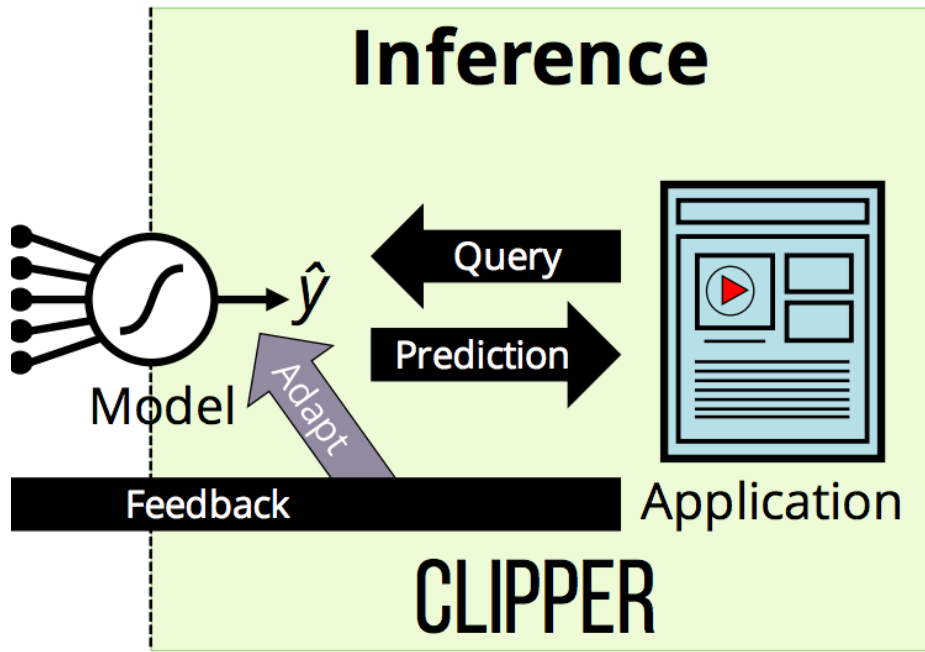 Inference
Query
ŷ
Prediction
Adapt
Model
Feedback
Application
CLIPPER